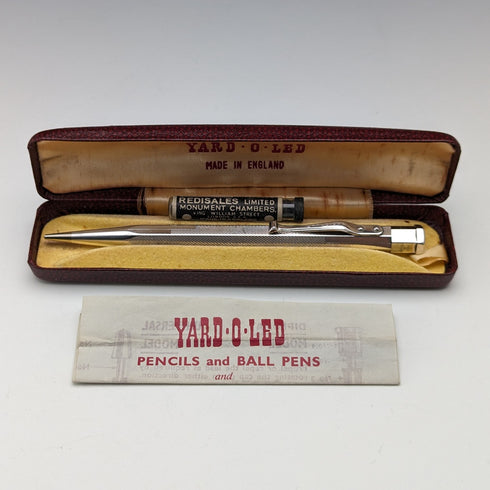 YARD·O·LED
MADE IN ENGLAND
REDISALES LIMITED
MONUMENT CHAMBERS,
KING WILLIAM STREET
YARD·O·LED
PENCILS and BALL PENS
and